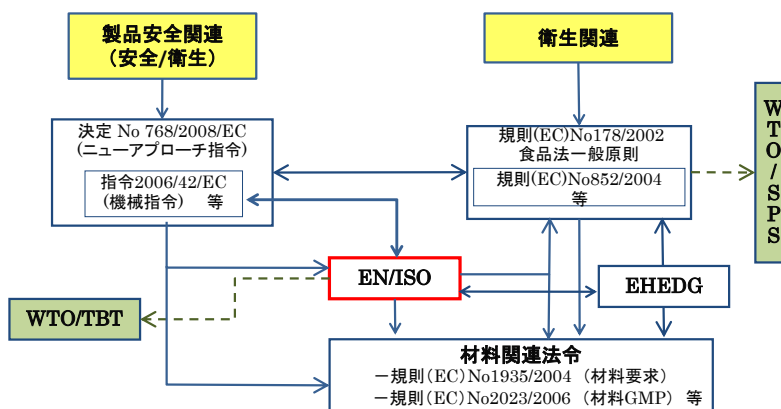 製品安全関連
（安全/衛生）
衛生関連
決定 No 768/2008/EC
(ニューアプローチ指令)
指令2006/42/EC
(機械指令)　等
規則(EC)No178/2002
食品法一般原則
規則(EC)No852/2004
等
WTO/SPS
EN/ISO
EHEDG
WTO/TBT
材料関連法令
－規則（EC）No1935/2004 （材料要求）
－規則（EC）No2023/2006 （材料GMP） 等